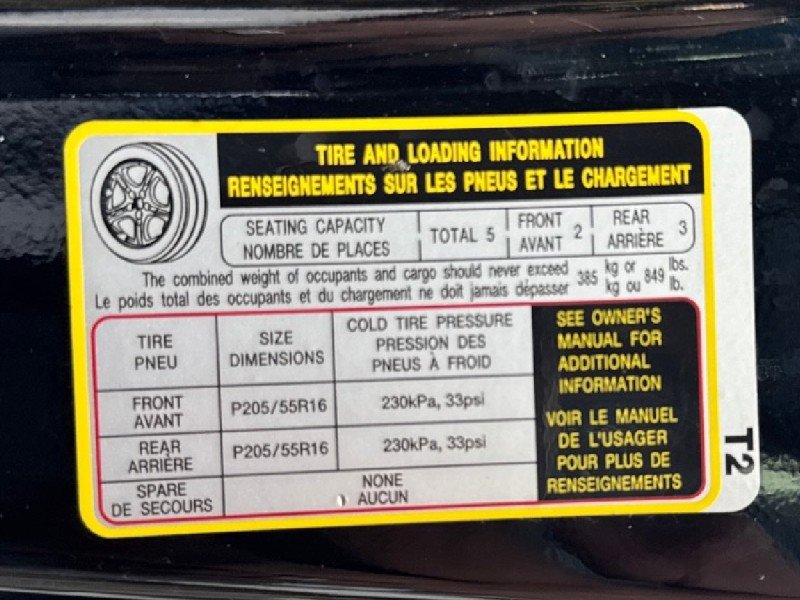 TIRE AND LOADING INFORMATION
RENSEIGNEMENTS SUR LES PNEUS ET LE CHARGEMENT
SEATING CAPACITY
NOMBRE DE PLACES
TOTAL 5
FRONT
AVANT 2
REAR
ARRIÈRE 3
The combined weight of occupants and cargo should never exceed 385 kg or 849 lbs.
Le poids total des occupants et du chargement ne doit jamais dépasser kg ou lb.
TIRE
PNEU
SIZE
DIMENSIONS
COLD TIRE PRESSURE
PRESSION DES
PNEUS À FROID
FRONT
AVANT
P205/55R16
230kPa, 33psi
REAR
ARRIÈRE
P205/55R16
230kPa, 33psi
SPARE
DE SECOURS
NONE
AUCUN
SEE OWNER'S
MANUAL FOR
ADDITIONAL
INFORMATION
VOIR LE MANUEL
DE L'USAGER
POUR PLUS DE
RENSEIGNEMENTS
T2